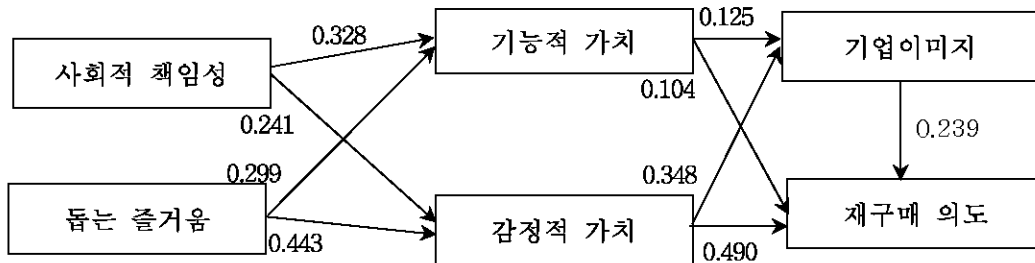 0.328
기능적 가치
0.125
기업이미지
사회적 책임성
0.104
0.241
0.239
0.299
0.348
돕는 즐거움
감정적 가치
재구매 의도
0.443
0.490